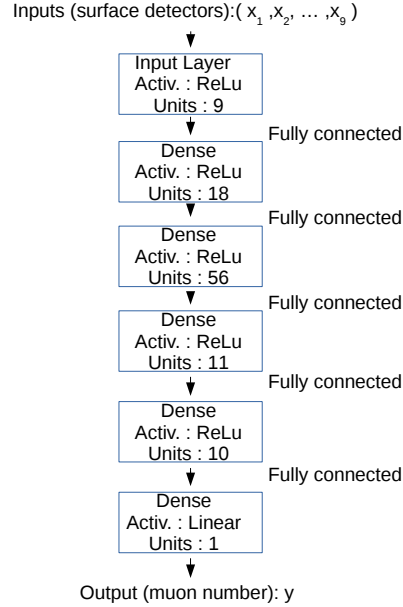 Inputs (surface detectors):( x1 ,x2, … ,x9 )
Input Layer
Activ. : ReLu
Units : 9
Fully connected
Dense
Activ. : ReLu
Units : 18
Fully connected
Dense
Activ. : ReLu
Units : 56
Fully connected
Dense
Activ. : ReLu
Units : 11
Fully connected
Dense
Activ. : ReLu
Units : 10
Fully connected
Dense
Activ. : Linear
Units : 1
Output (muon number): y